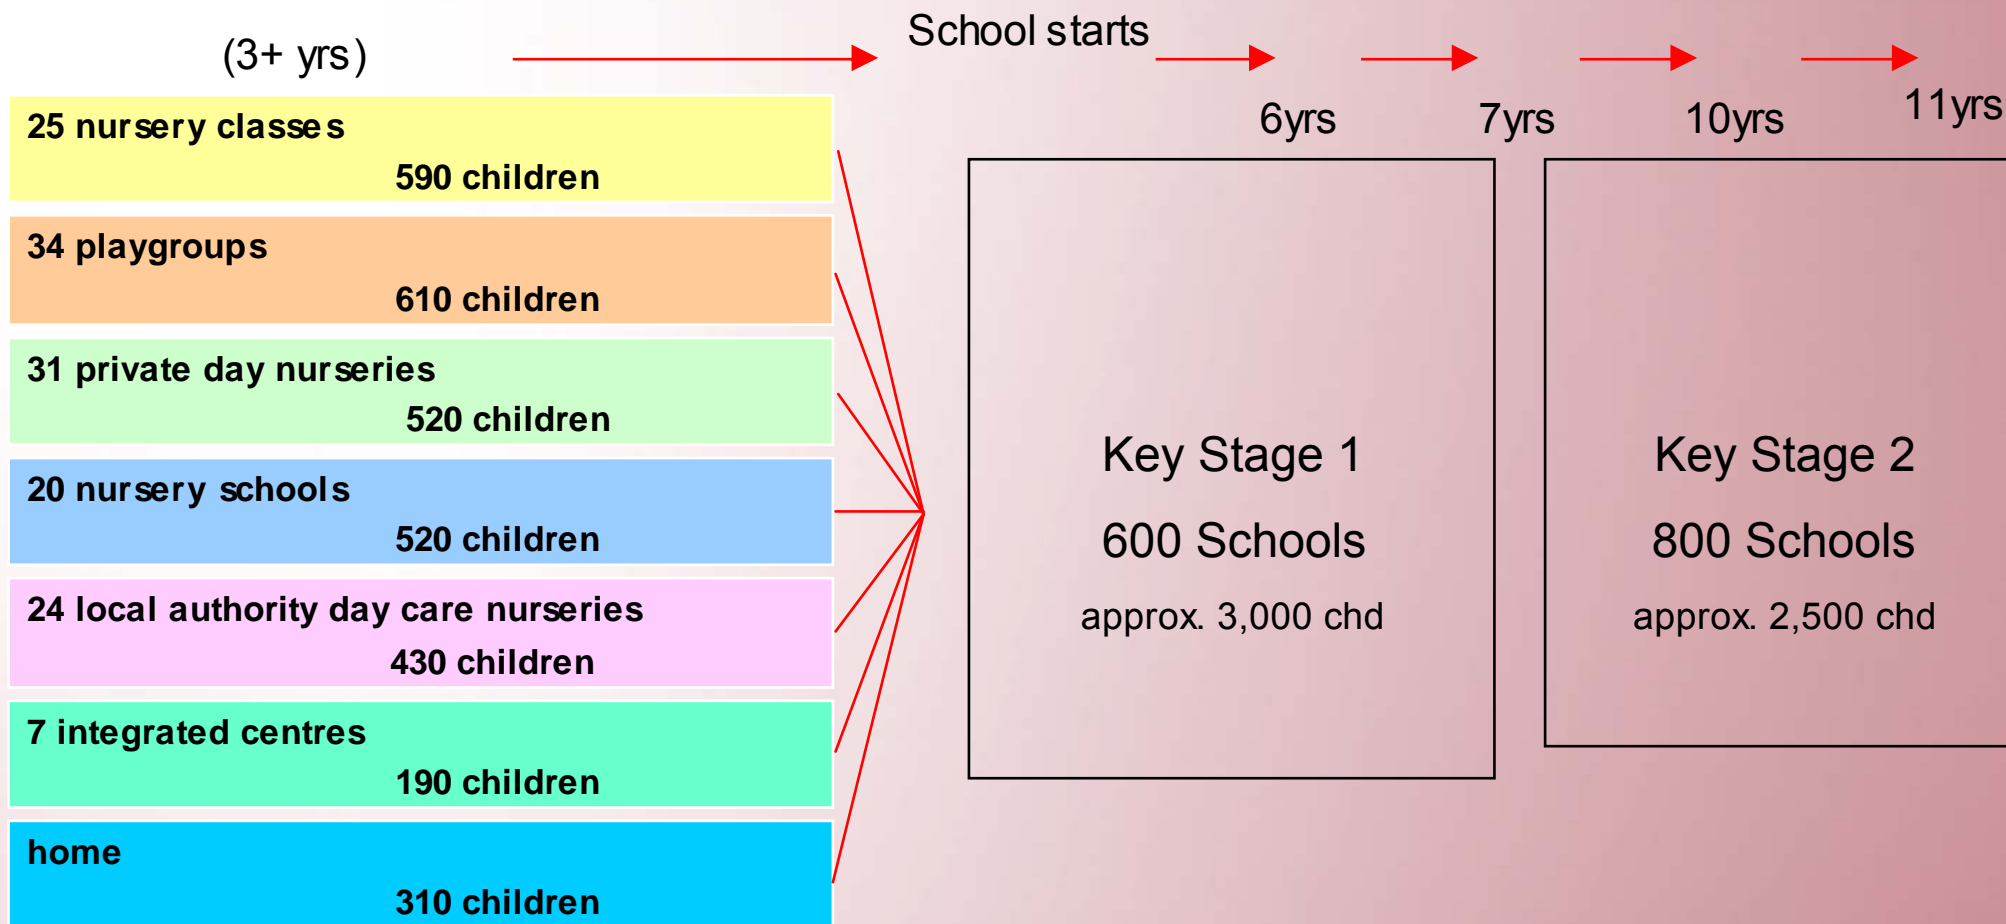 (3+ yrs)
School starts
6yrs
7yrs
10yrs
11yrs
25 nursery classes
590 children
34 playgroups
610 children
31 private day nurseries
520 children
20 nursery schools
520 children
24 local authority day care nurseries
430 children
7 integrated centres
190 children
home
310 children
Key Stage 1
600 Schools
approx. 3,000 chd
Key Stage 2
800 Schools
approx. 2,500 chd